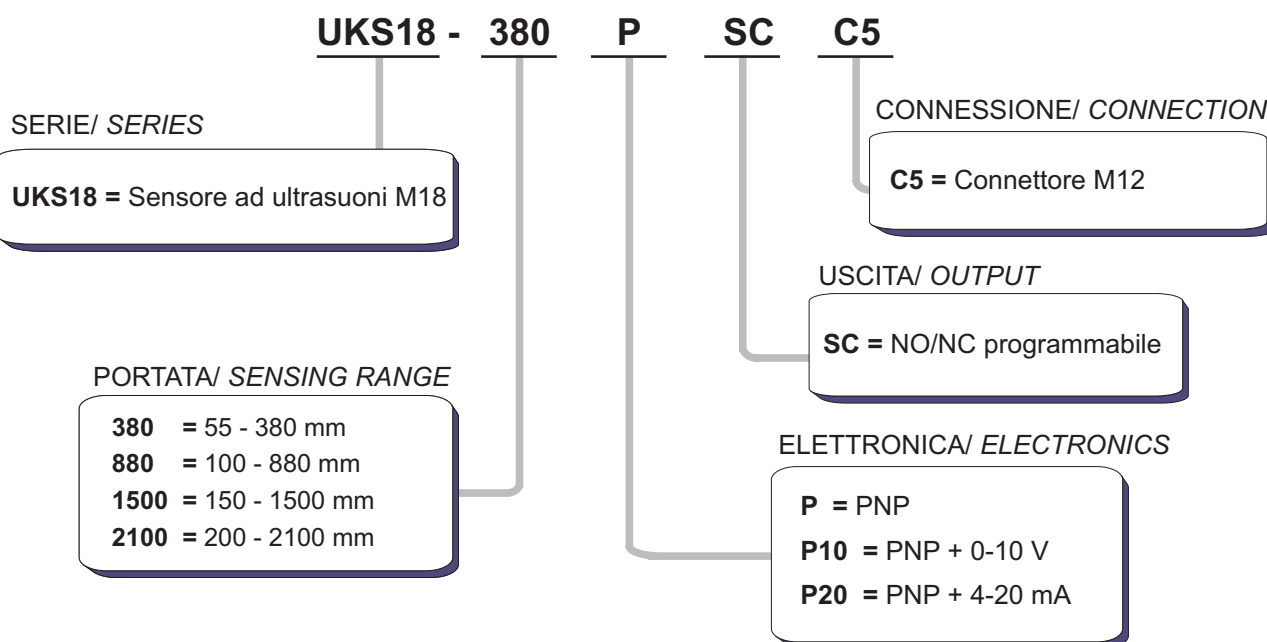 UKS18 - 380 P SC C5
SERIE/ SERIES
UKS18 = Sensore ad ultrasuoni M18
CONNESSIONE/ CONNECTION
C5 = Connettore M12
USCITA/ OUTPUT
SC = NO/NC programmabile
PORTATA/ SENSING RANGE
380 = 55 - 380 mm
880 = 100 - 880 mm
1500 = 150 - 1500 mm
2100 = 200 - 2100 mm
ELETTRONICA/ ELECTRONICS
P = PNP
P10 = PNP + 0-10 V
P20 = PNP + 4-20 mA